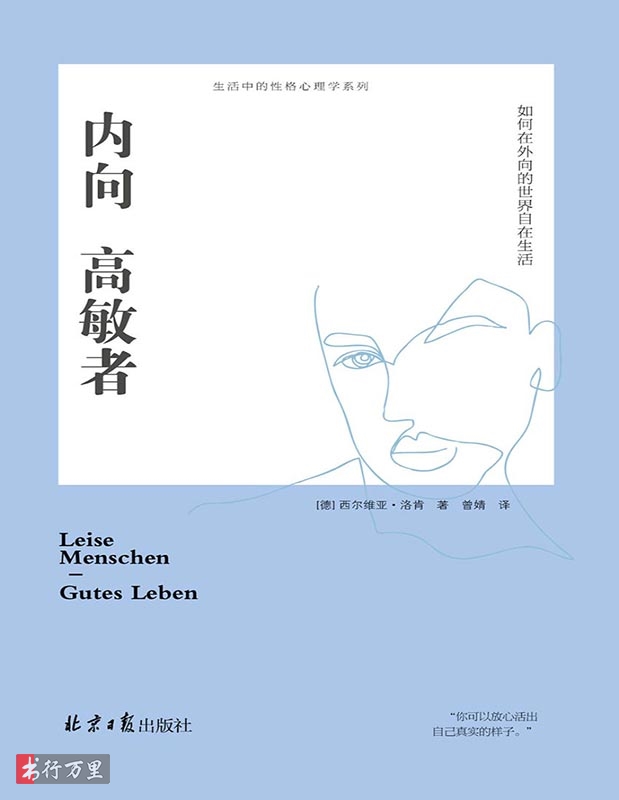 生活中的性格心理学系列
如何在外向的世界自在生活
内向 高敏者
[德] 西尔维亚·洛肯 著 曾婧 译
Leise
Menschen
–
Gutes Leben
北京日报出版社
“你可以放心活出
自己真实的样子。”
书行万里